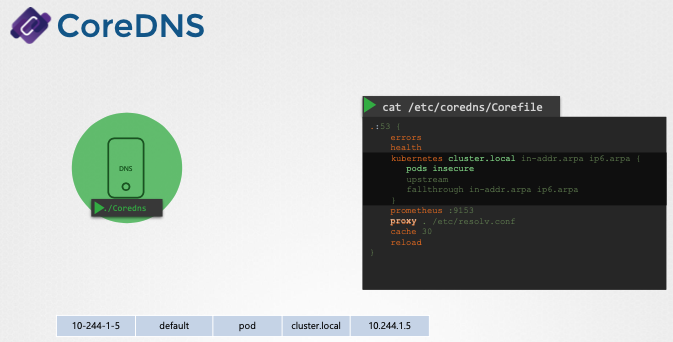 CoreDNS
DNS
./Coredns
cat /etc/coredns/Corefile
.:53 {
errors
health
kubernetes cluster.local in-addr.arpa ip6.arpa {
pods insecure
upstream
fallthrough in-addr.arpa ip6.arpa
}
prometheus :9153
proxy . /etc/resolv.conf
cache 30
reload
}
10-244-1-5 default pod cluster.local 10.244.1.5